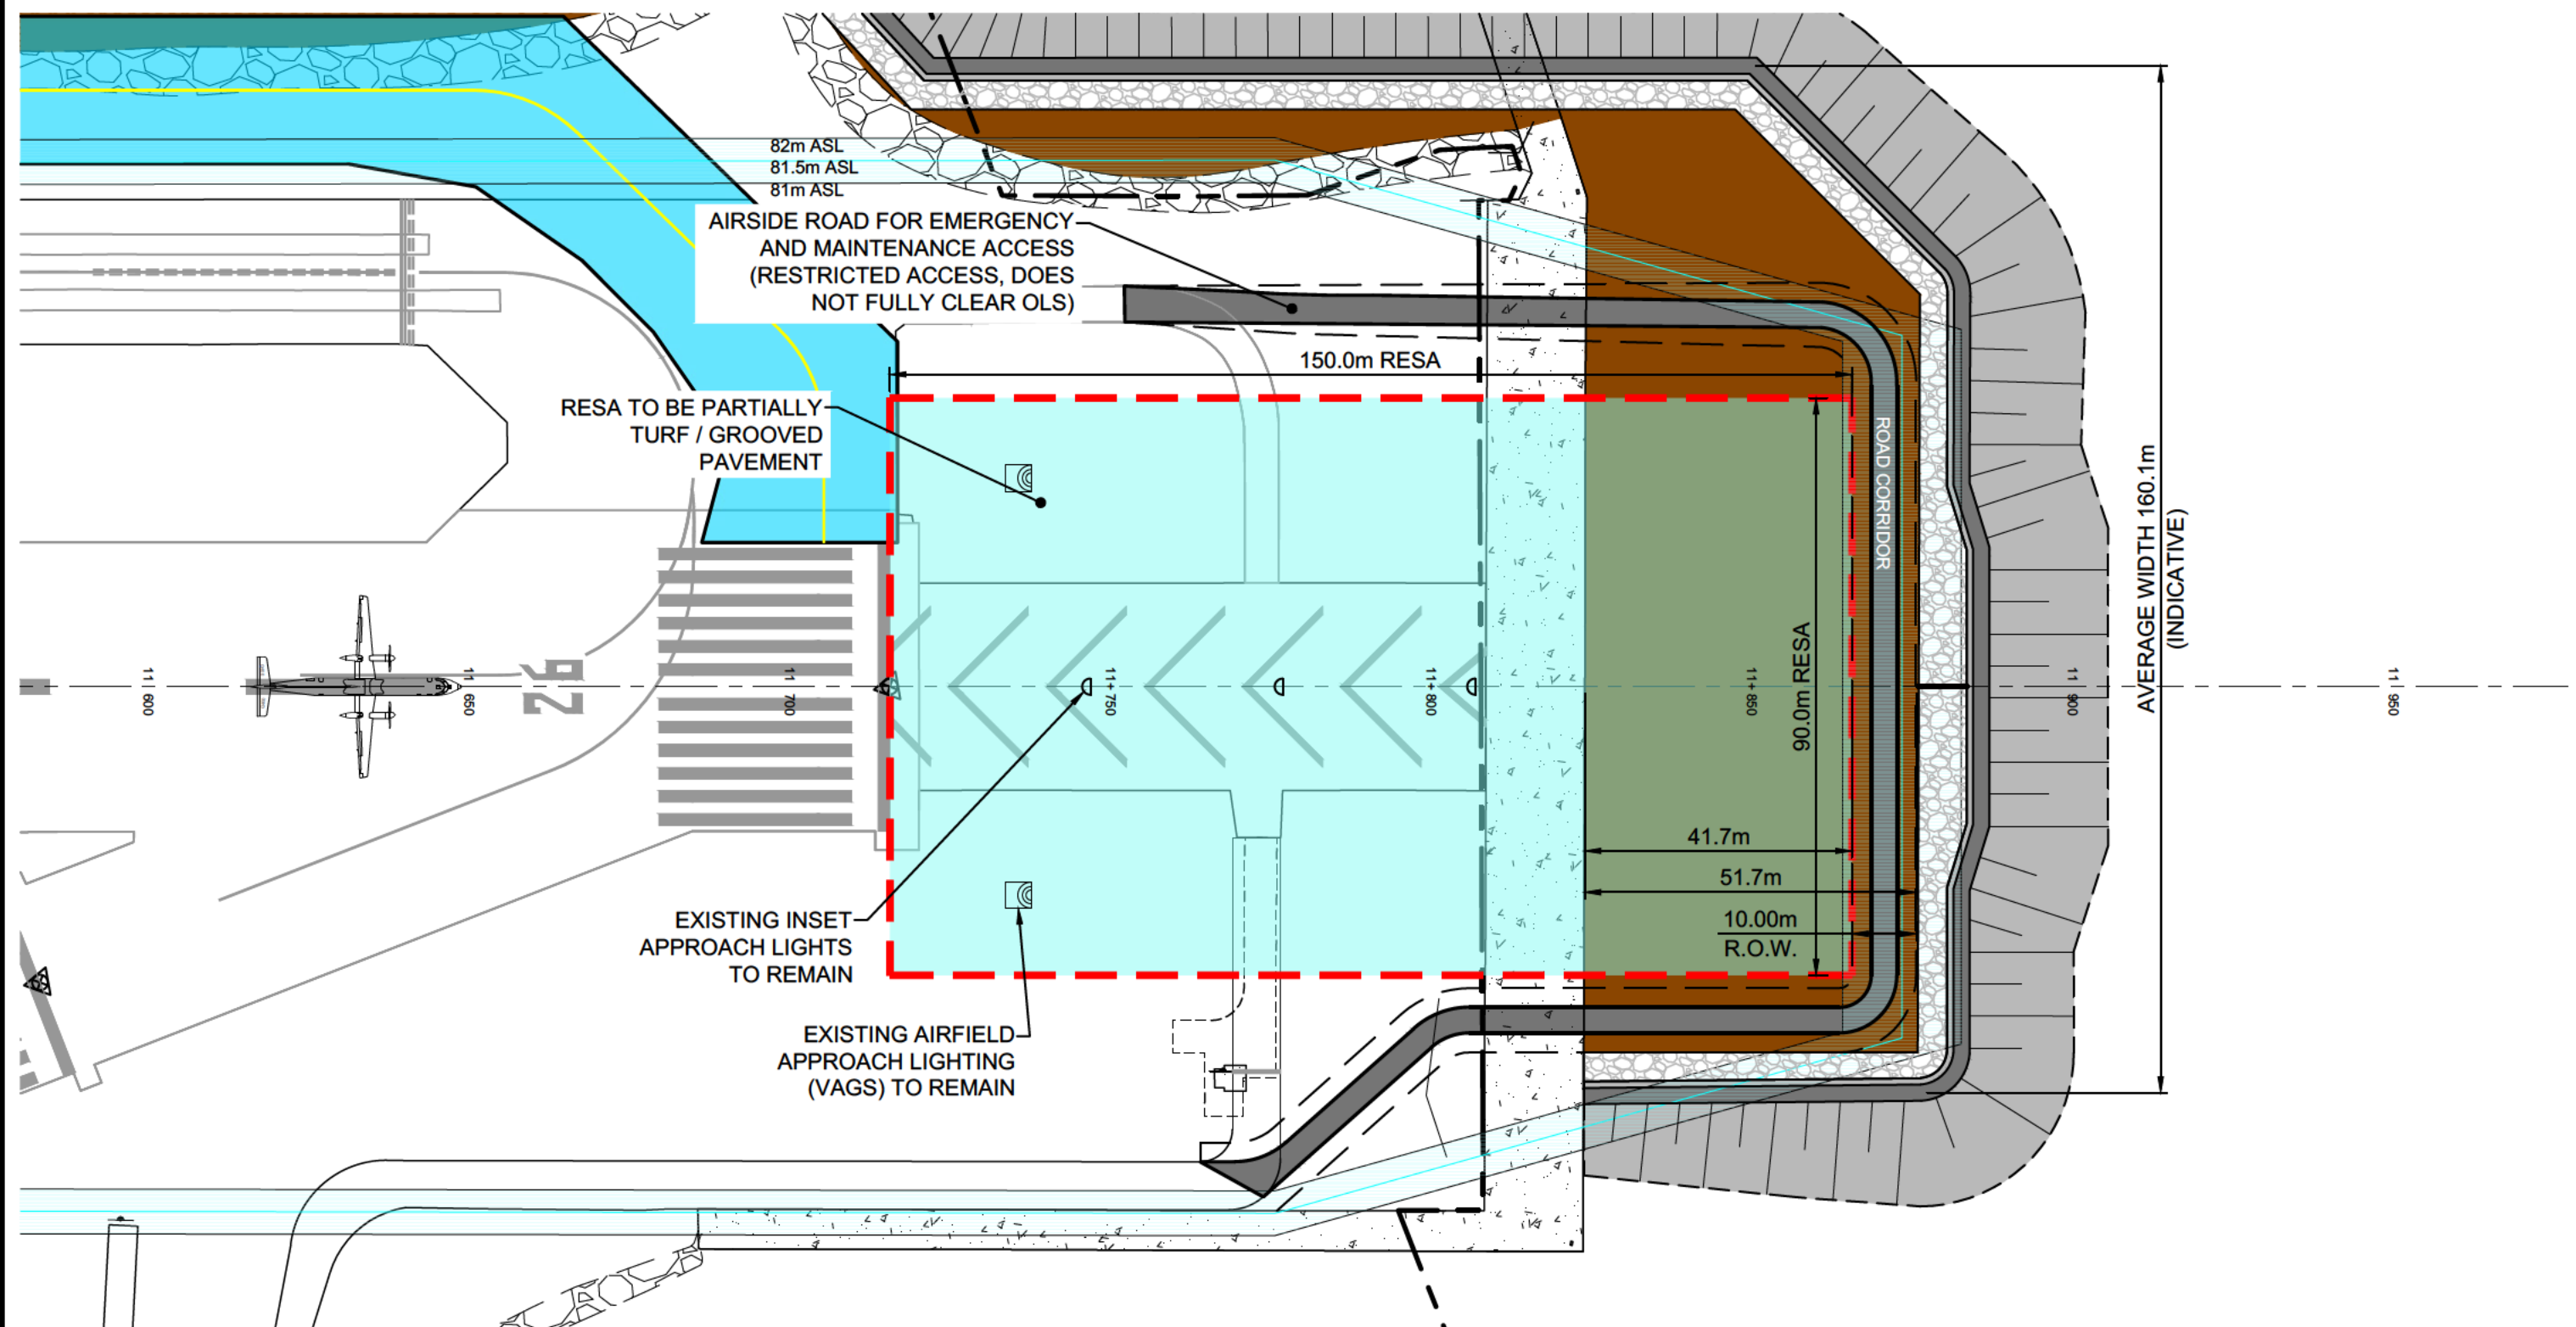 82m ASL
81.5m ASL
81m ASL
AIRSIDE ROAD FOR EMERGENCY
AND MAINTENANCE ACCESS
(RESTRICTED ACCESS, DOES
NOT FULLY CLEAR OLS)
150.0m RESA
RESA TO BE PARTIALLY
TURF / GROOVED
PAVEMENT
ROAD CORRIDOR
AVERAGE WIDTH 160.1m
(INDICATIVE)
90.0m RESA
26
11 600
11 650
11 700
11+750
11+800
11+850
11 900
11 950
41.7m
51.7m
10.00m
R.O.W.
EXISTING INSET
APPROACH LIGHTS
TO REMAIN
EXISTING AIRFIELD
APPROACH LIGHTING
(VAGS) TO REMAIN